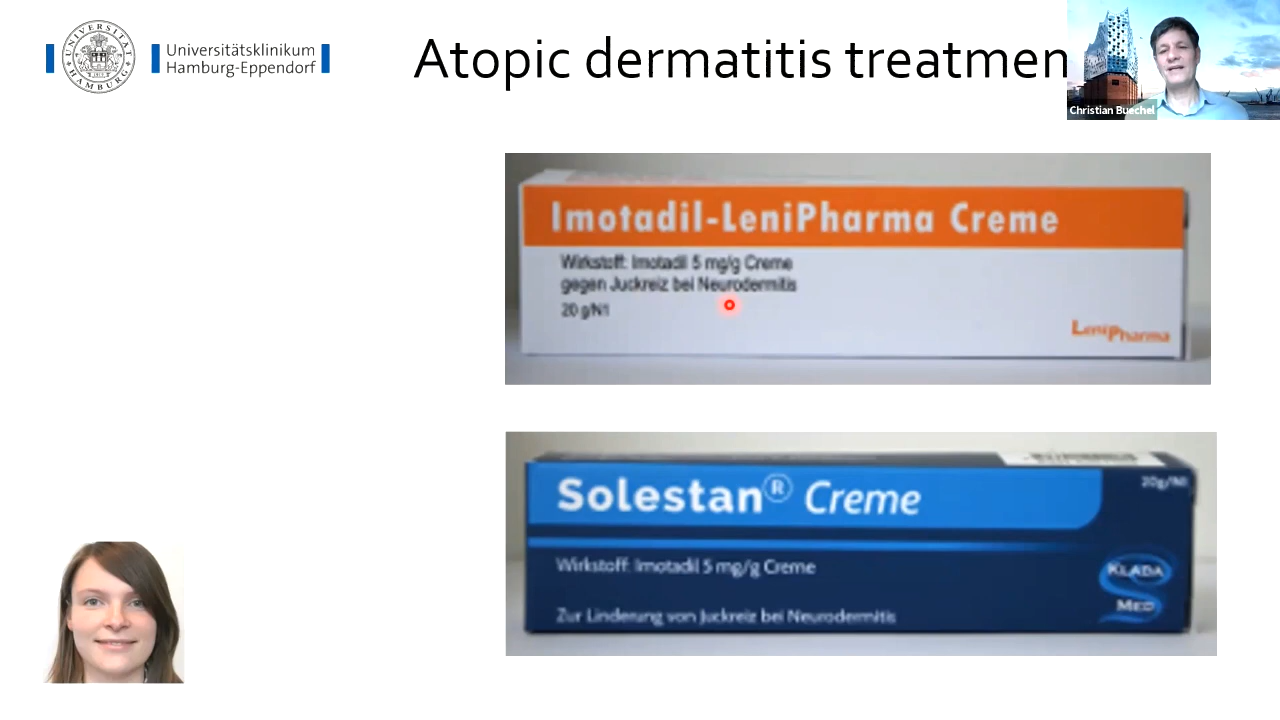 UNIVERSITÄT
HAMBURG
Universitätsklinikum
Hamburg-Eppendorf
Atopic dermatitis treatmen
Christian Buechel
Imotadil-LeniPharma Creme
Wirkstoff: Imotadil 5 mg/g Creme
gegen Juckreiz bei Neurodermitis
20 g/N1
LeniPharma
Solestan® Creme
20g/N1
Wirkstoff: Imotadil 5 mg/g Creme
KLADA
MED
Zur Linderung von Juckreiz bei Neurodermitis